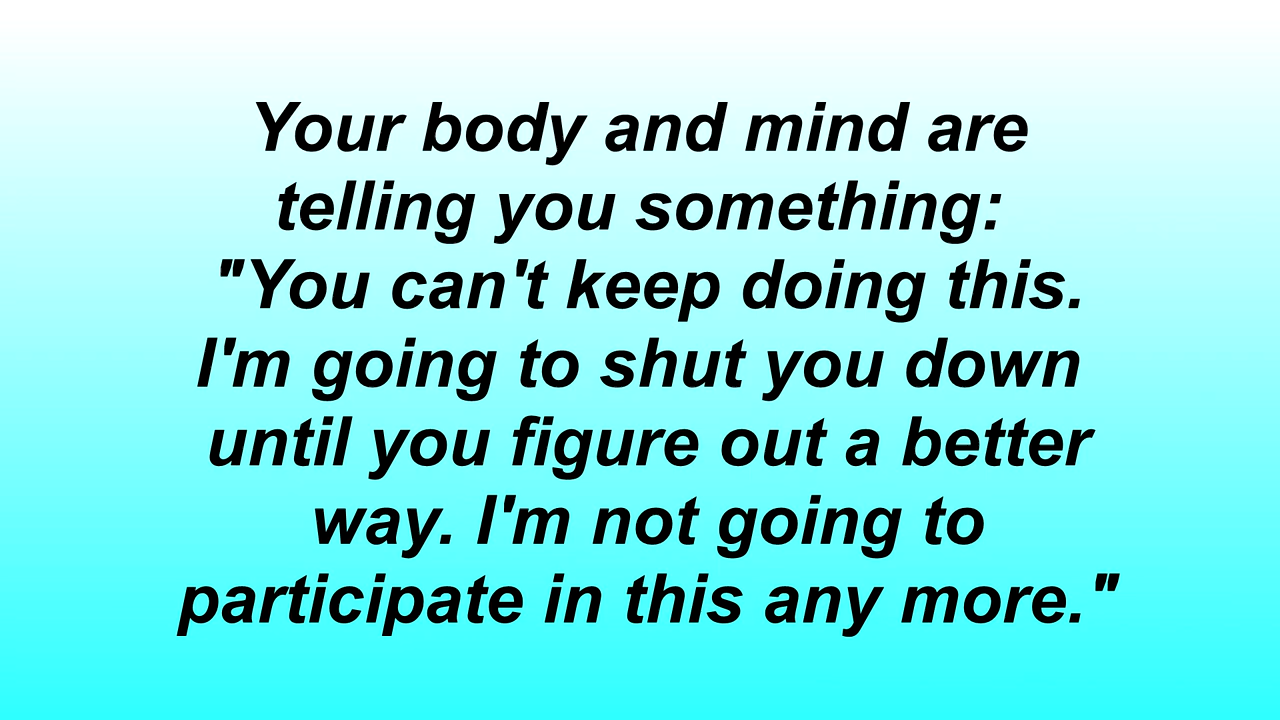 Your body and mind are
telling you something:
"You can't keep doing this.
I'm going to shut you down
until you figure out a better
way. I'm not going to
participate in this any more."